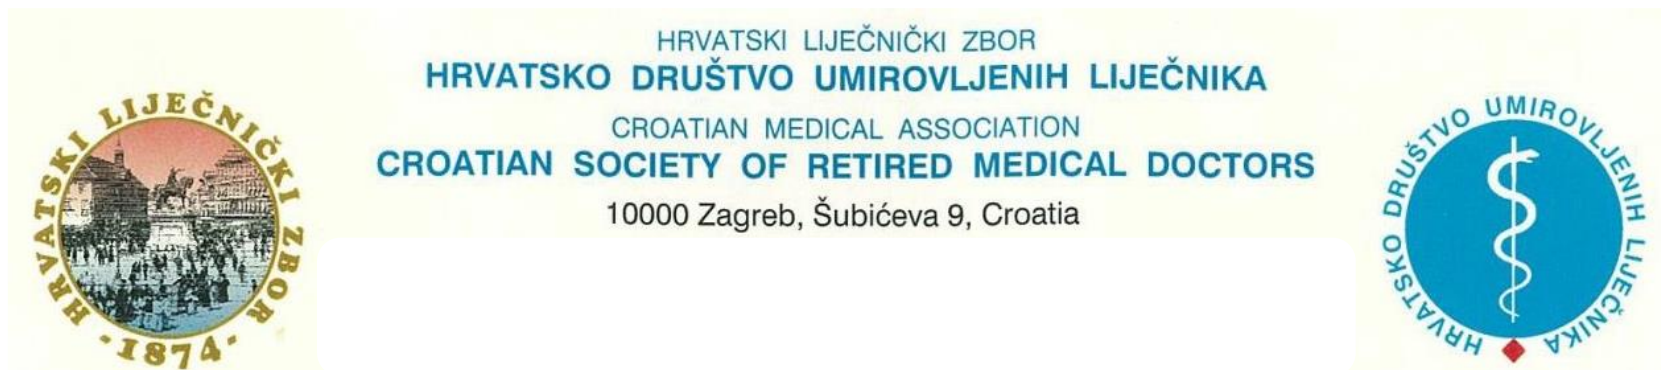 HRVATSKI LIJEČNIČKI ZBOR
HRVATSKO DRUŠTVO UMIROVLJENIH LIJEČNIKA
CROATIAN MEDICAL ASSOCIATION
CROATIAN SOCIETY OF RETIRED MEDICAL DOCTORS
10000 Zagreb, Šubićeva 9, Croatia
HRVATSKI LIJEČNIČKI ZBOR
· 1874 ·
HRVATSKO DRUŠTVO UMIROVLJENIH LIJEČNIKA